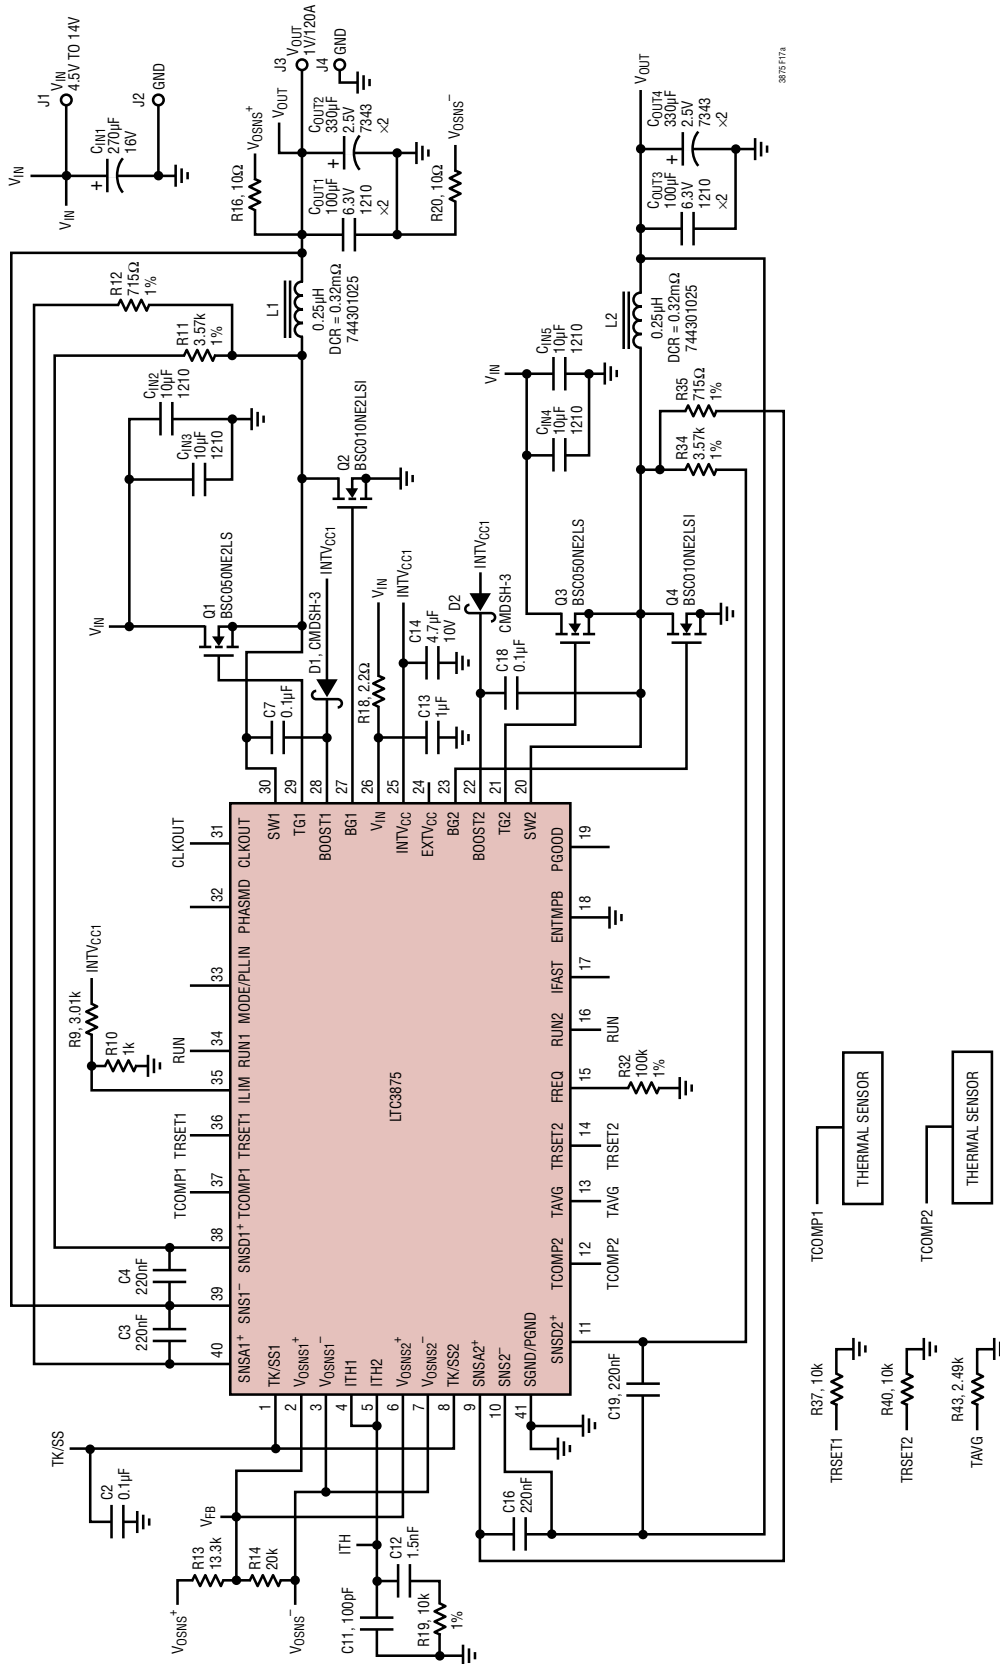 VIN
J1
VIN
4.5V TO 14V
VIN
CIN1
270µF
16V
+
J2
GND
R12
715Ω
1%
R11
3.57k
1%
CIN2
10µF
1210
CIN3
10µF
1210
VIN
Q1
BSC050NE2LS
L1
0.25µH
DCR = 0.32mΩ
744301025
R16, 10Ω
VOSNS+
VOUT
J3
VOUT
1V/120A
J4
GND
COUT1
100µF
6.3V
1210
×2
COUT2
330µF
2.5V
7343
×2
+
R20, 10Ω
VOSNS−
Q2
BSC010NE2LSI
D1, CMDSH-3
INTVCC1
C7
0.1µF
R18, 2.2Ω
VIN
INTVCC1
C14
4.7µF
10V
C13
1µF
D2
CMDSH-3
INTVCC1
C18
0.1µF
Q3
BSC050NE2LS
Q4
BSC010NE2LSI
VIN
CIN4
10µF
1210
CIN5
10µF
1210
L2
0.25µH
DCR = 0.32mΩ
744301025
R34
3.57k
1%
R35
715Ω
1%
VOUT
COUT3
100µF
6.3V
1210
×2
COUT4
330µF
2.5V
7343
×2
+
3875 F17a
C3
220nF
C4
220nF
TCOMP1
TRSET1
R10
1k
R9, 3.01k
INTVCC1
RUN
CLKOUT
40
39
38
37
36
35
34
33
32
31
SNSA1+
SNS1−
SNSD1+
TCOMP1
TRSET1
ILIM
RUN1
MODE/PLLIN
PHASMD
CLKOUT
LTC3875
30
29
28
27
26
25
24
23
22
21
20
SW1
TG1
BOOST1
BG1
VIN
INTVCC
EXTVCC
BG2
BOOST2
TG2
SW2
TK/SS1
VOSNS1+
VOSNS1−
ITH1
ITH2
VOSNS2+
VOSNS2−
TK/SS2
SNSA2+
SNS2−
SGND/PGND
1
2
3
4
5
6
7
8
9
10
41
SNSD2+
TCOMP2
TAVG
TRSET2
FREQ
RUN2
IFAST
ENTMPB
PGOOD
11
12
13
14
15
16
17
18
19
TCOMP2
TAVG
TRSET2
R32
100k
1%
RUN
TK/SS
C2
0.1µF
VOSNS+
R13
13.3k
VFB
R14
20k
VOSNS−
ITH
C11, 100pF
C12
1.5nF
R19, 10k
1%
C16
220nF
C19, 220nF
TRSET1
R37, 10k
TRSET2
R40, 10k
TAVG
R43, 2.49k
TCOMP1
THERMAL SENSOR
TCOMP2
THERMAL SENSOR